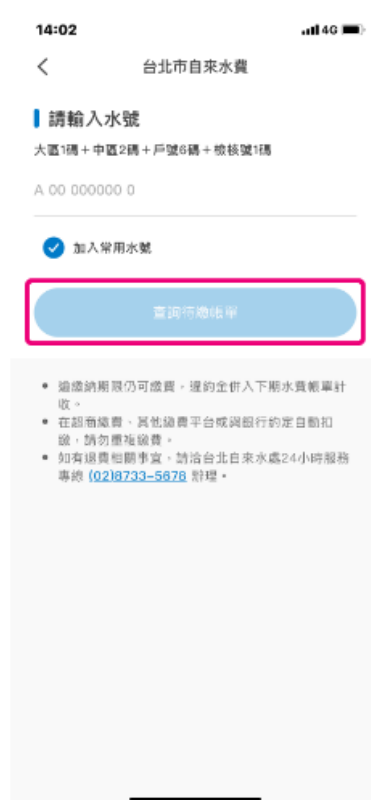 14:02
4G
台北市自來水費
請輸入水號
大區1碼＋中區2碼＋戶號6碼＋檢核號1碼
A 00 000000 0
加入常用水號
查詢待繳帳單
逾繳納期限仍可繳費，違約金併入下期水費帳單計
收。
在超商繳費、其他繳費平台或與銀行約定自動扣
繳，請勿重複繳費。
如有退費相關事宜，請洽台北自來水處24小時服務
專線 (02)8733-5678 辦理。